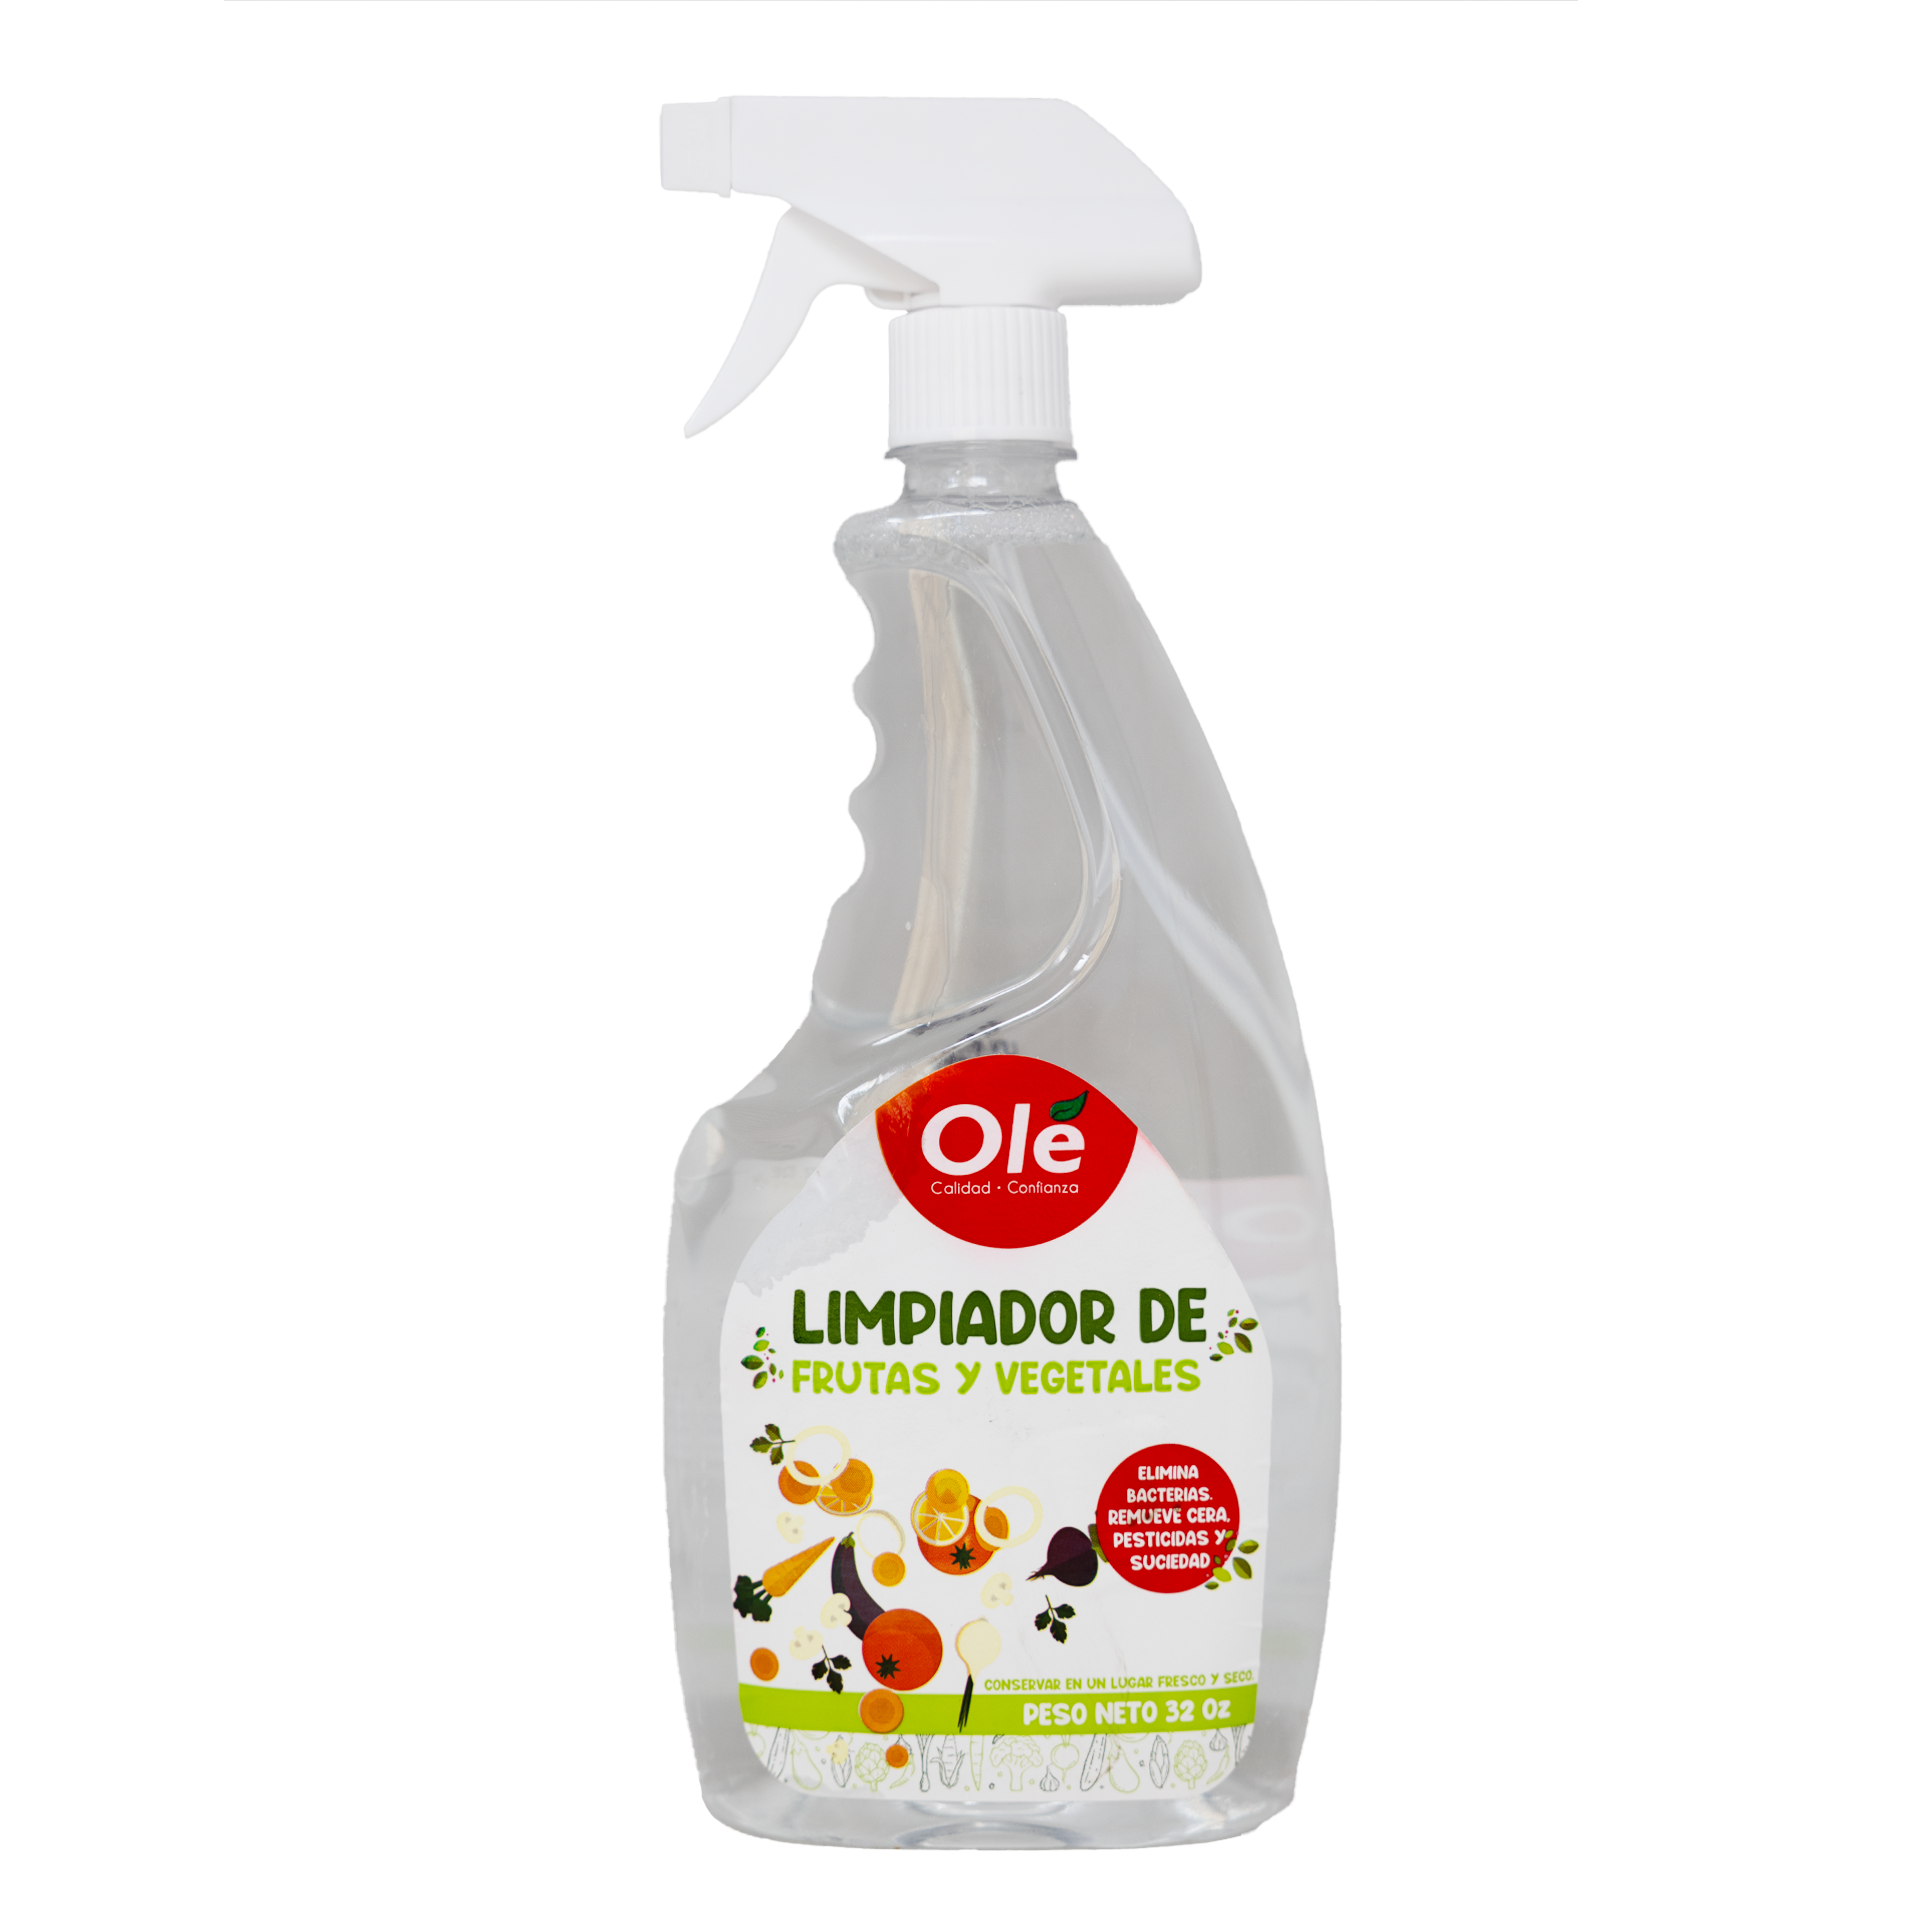 Olé
Calidad • Confianza
LIMPIADOR DE
FRUTAS Y VEGETALES
ELIMINA
BACTERIAS.
REMUEVE CERA,
PESTICIDAS Y
SUCIEDAD
CONSERVAR EN UN LUGAR FRESCO Y SECO.
PESO NETO 32 Oz